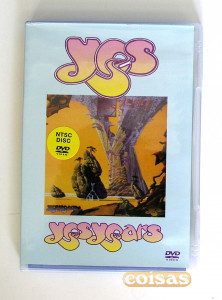 yes
NTSC
DISC
DVD
yesyears
DVD
coisas